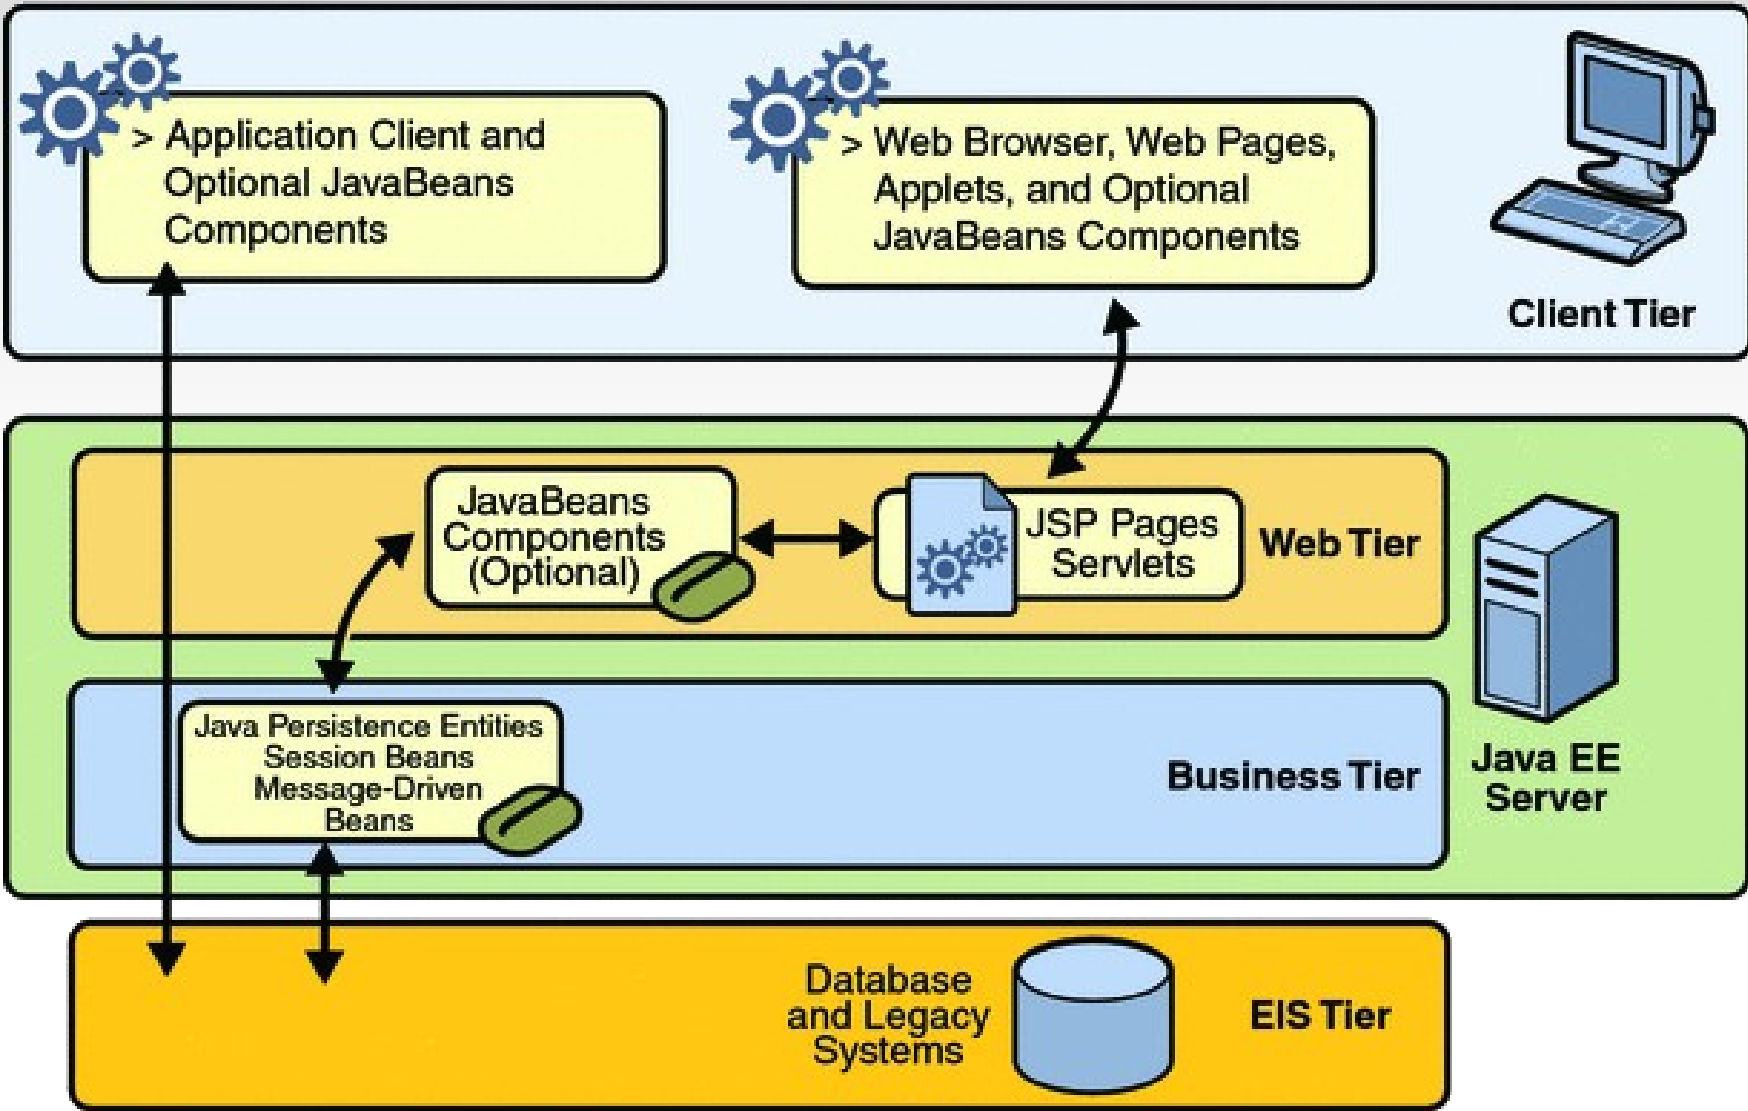 > Application Client and
Optional JavaBeans
Components
> Web Browser, Web Pages,
Applets, and Optional
JavaBeans Components
Client Tier
JavaBeans
Components
(Optional)
JSP Pages
Servlets
Web Tier
Java Persistence Entities
Session Beans
Message-Driven
Beans
Business Tier
Java EE
Server
Database
and Legacy
Systems
EIS Tier